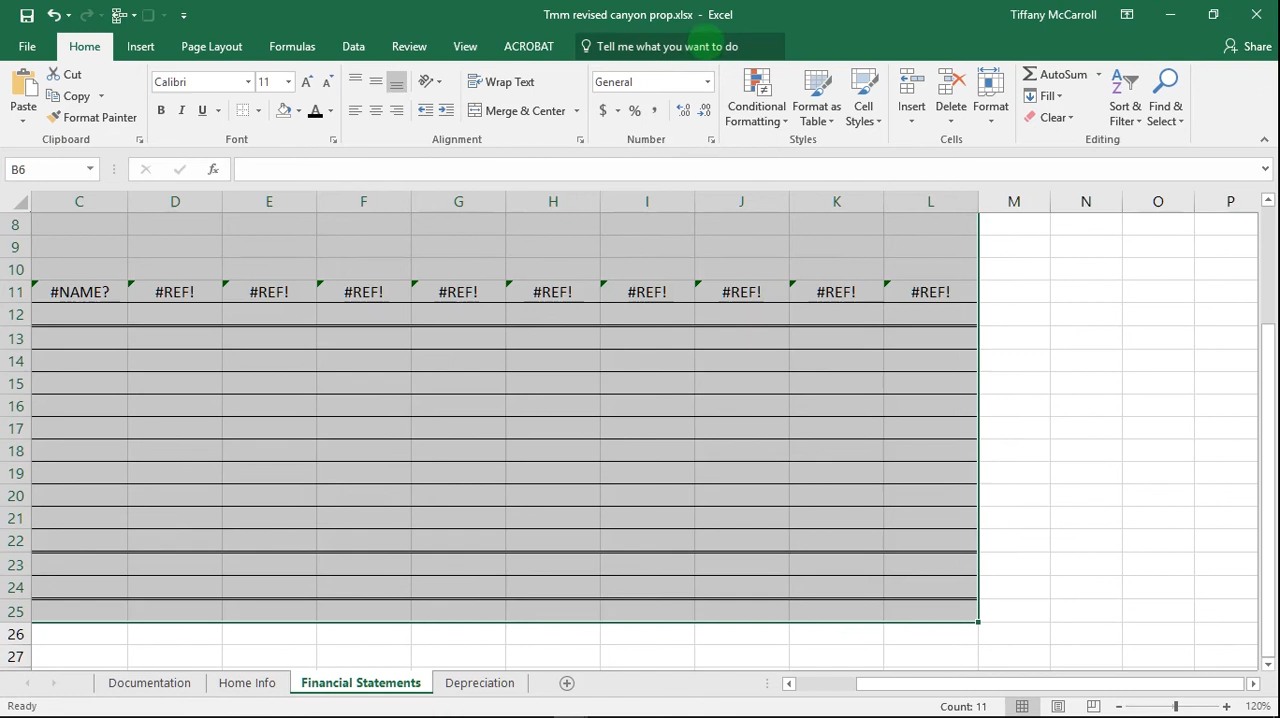 Tmm revised canyon prop.xlsx - Excel
Tiffany McCarroll
File Home Insert Page Layout Formulas Data Review View ACROBAT Tell me what you want to do Share
Paste
Cut
Copy
Format Painter
Clipboard
Calibri 11
B I U
Font
Wrap Text
Merge & Center
Alignment
General
$ % ,
Number
Conditional Formatting
Format as Table
Cell Styles
Styles
Insert Delete Format
Cells
AutoSum
Fill
Clear
Sort & Filter
Find & Select
Editing
B6
fx
C D E F G H I J K L M N O P
8
9
10
11 #NAME? #REF! #REF! #REF! #REF! #REF! #REF! #REF! #REF! #REF!
12
13
14
15
16
17
18
19
20
21
22
23
24
25
26
27
Documentation Home Info Financial Statements Depreciation
Ready Count: 11 120%